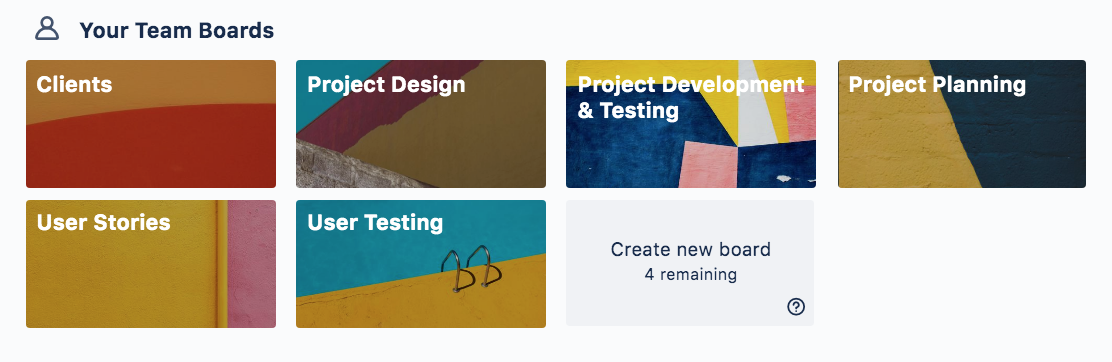 Your Team Boards
Clients
Project Design
Project Development
& Testing
Project Planning
User Stories
User Testing
Create new board
4 remaining
?